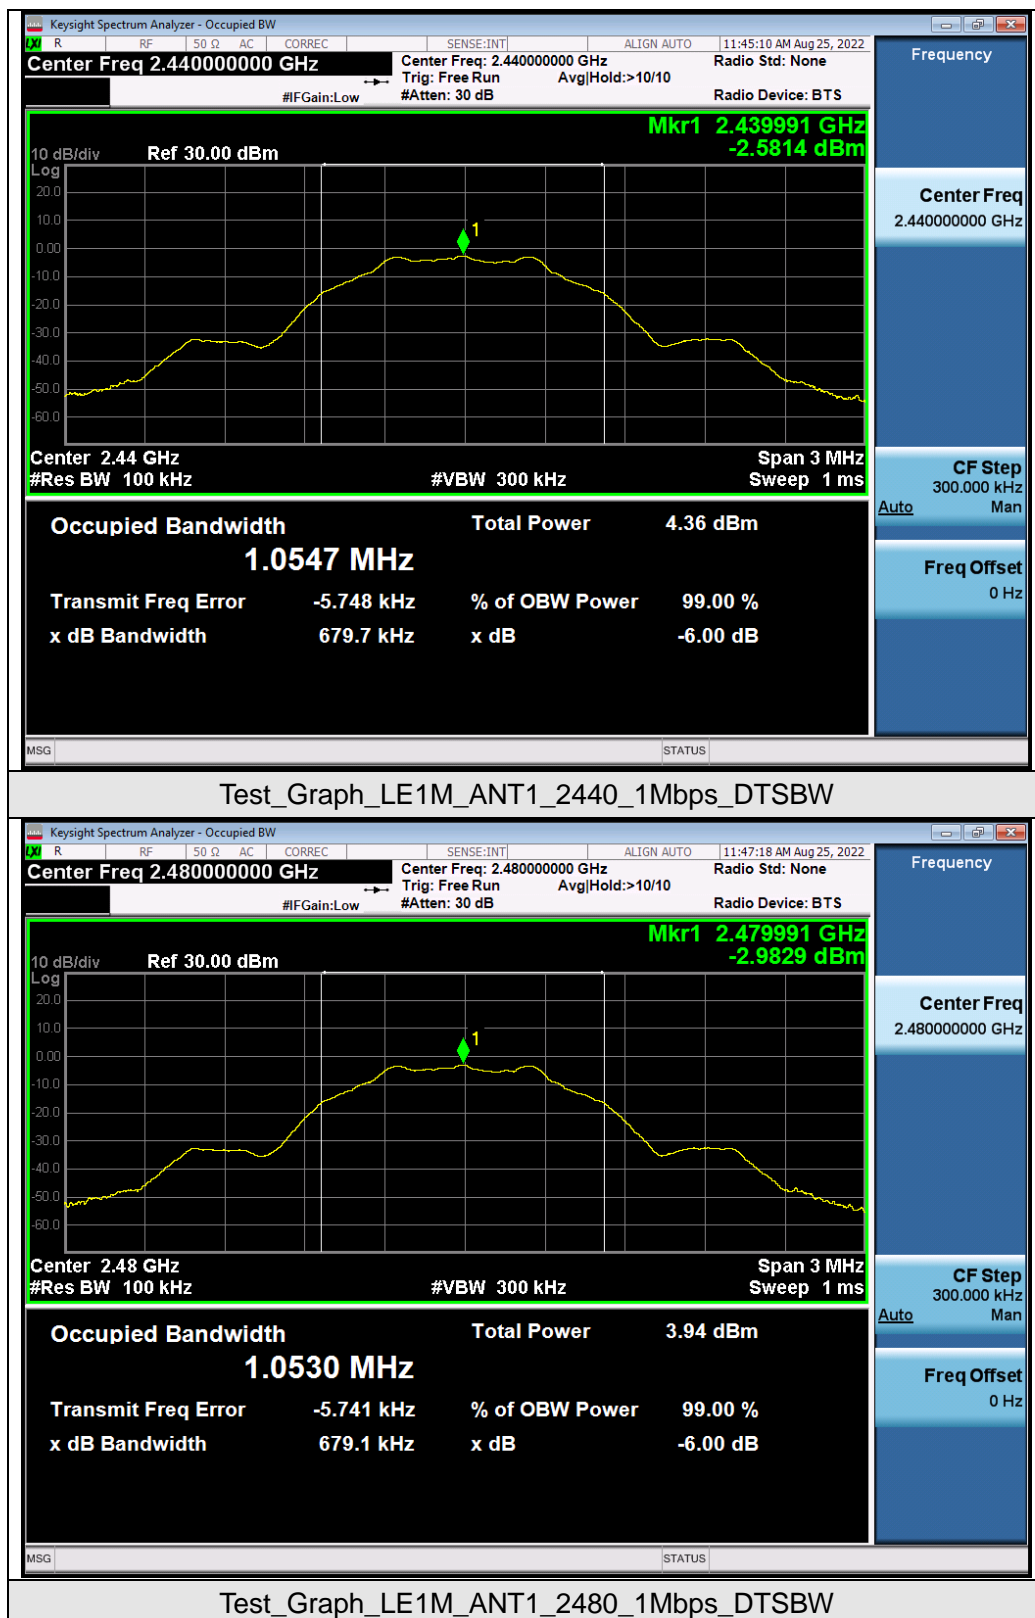 Keysight Spectrum Analyzer - Occupied BW
LXI R RF 50 Ω AC CORREC SENSE:INT ALIGN AUTO 11:45:10 AM Aug 25, 2022
Center Freq 2.440000000 GHz Center Freq: 2.440000000 GHz Radio Std: None Frequency
Trig: Free Run Avg|Hold:>10/10
#IFGain:Low #Atten: 30 dB Radio Device: BTS
Mkr1 2.439991 GHz
10 dB/div Ref 30.00 dBm -2.5814 dBm
Log
20.0
10.0
0.00
-10.0
-20.0
-30.0
-40.0
-50.0
-60.0
1
Center Freq
2.440000000 GHz
Center 2.44 GHz Span 3 MHz
#Res BW 100 kHz #VBW 300 kHz Sweep 1 ms
CF Step
300.000 kHz
Auto Man
Occupied Bandwidth Total Power 4.36 dBm
1.0547 MHz
Transmit Freq Error -5.748 kHz % of OBW Power 99.00 %
x dB Bandwidth 679.7 kHz x dB -6.00 dB
Freq Offset
0 Hz
MSG STATUS
Test_Graph_LE1M_ANT1_2440_1Mbps_DTSBW
Keysight Spectrum Analyzer - Occupied BW
LXI R RF 50 Ω AC CORREC SENSE:INT ALIGN AUTO 11:47:18 AM Aug 25, 2022
Center Freq 2.480000000 GHz Center Freq: 2.480000000 GHz Radio Std: None Frequency
Trig: Free Run Avg|Hold:>10/10
#IFGain:Low #Atten: 30 dB Radio Device: BTS
Mkr1 2.479991 GHz
10 dB/div Ref 30.00 dBm -2.9829 dBm
Log
20.0
10.0
0.00
-10.0
-20.0
-30.0
-40.0
-50.0
-60.0
1
Center Freq
2.480000000 GHz
Center 2.48 GHz Span 3 MHz
#Res BW 100 kHz #VBW 300 kHz Sweep 1 ms
CF Step
300.000 kHz
Auto Man
Occupied Bandwidth Total Power 3.94 dBm
1.0530 MHz
Transmit Freq Error -5.741 kHz % of OBW Power 99.00 %
x dB Bandwidth 679.1 kHz x dB -6.00 dB
Freq Offset
0 Hz
MSG STATUS
Test_Graph_LE1M_ANT1_2480_1Mbps_DTSBW